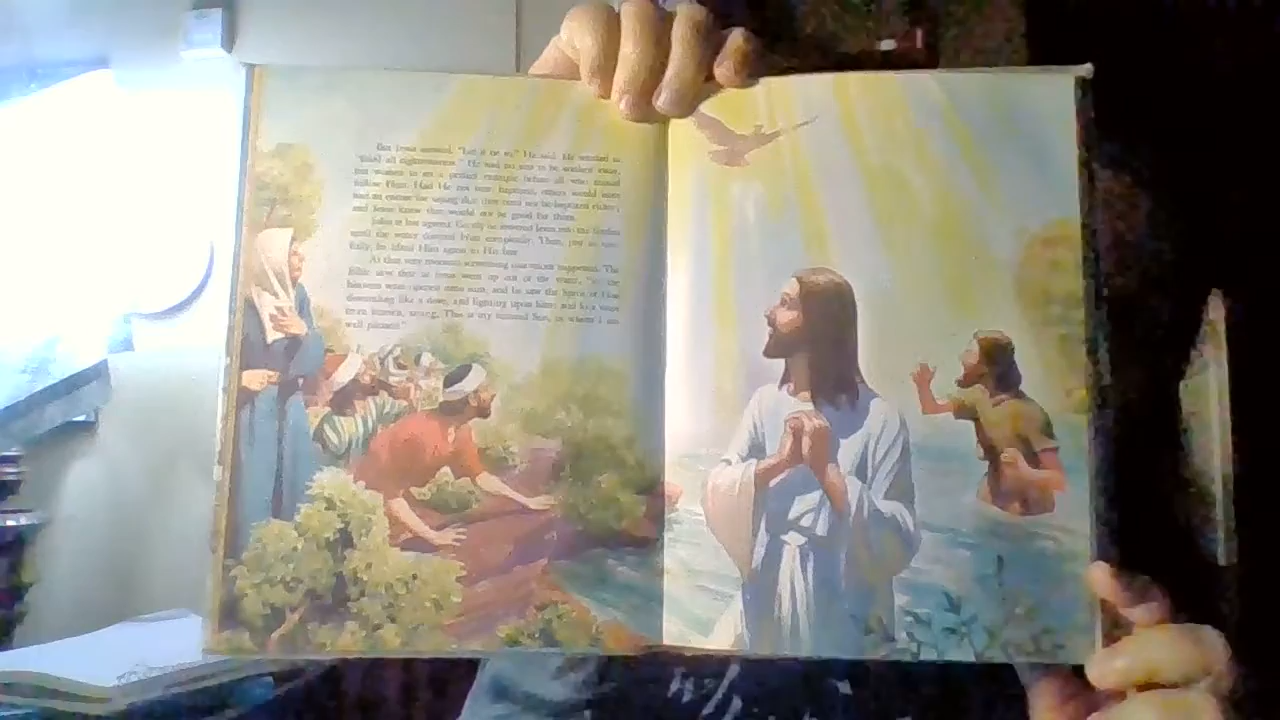 But Jesus insisted. "Let it be so," He said. He wanted to
"fulfil all righteousness." He had no sins to be washed away,
but wanted to set a perfect example before all who would
follow Him. Had He not been baptized, others would have
had an excuse for saying that they need not be baptized either,
and Jesus knew that would not be good for them.
John at last agreed. Gently he lowered Jesus into the Jordan
until the water covered Him completely. Then, just as care-
fully, he lifted Him again to His feet.
At that very moment something happened. The
Bible says that as Jesus went up out of the water, "lo, the
heavens were opened unto him, and he saw the Spirit of God
descending like a dove, and lighting upon him: and lo a voice
from heaven, saying, This is my beloved Son, in whom I am
well pleased."